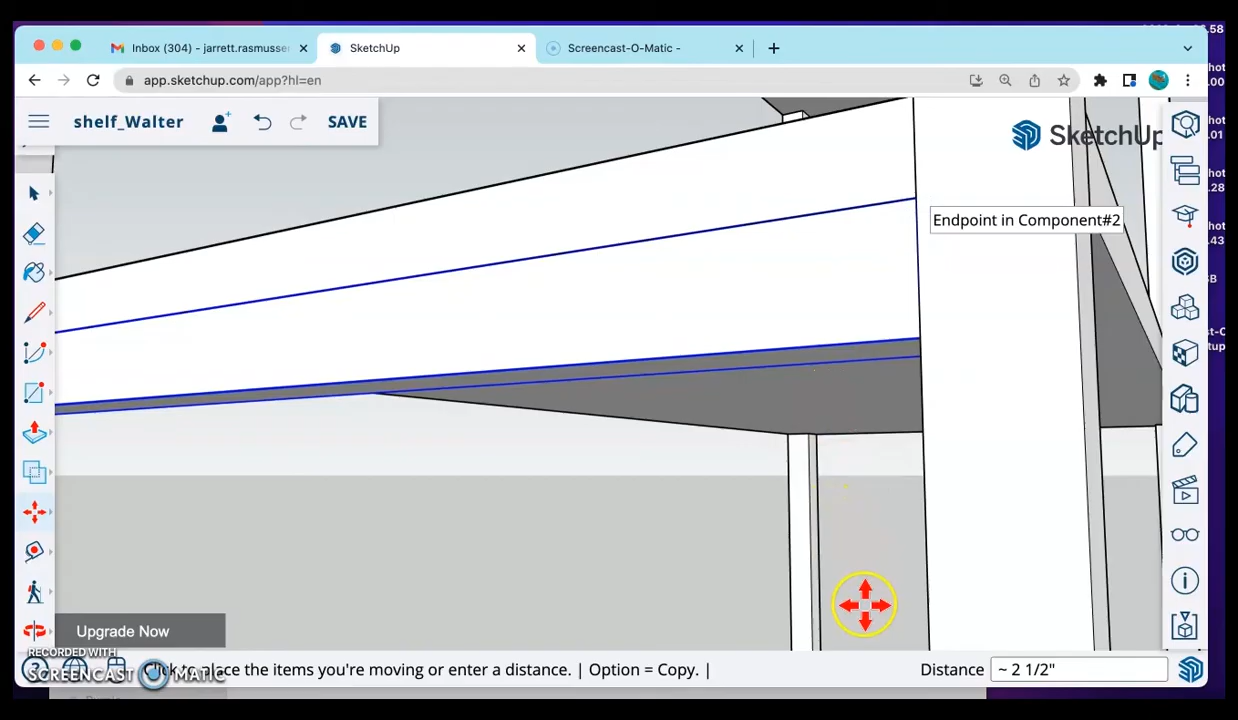 Inbox (304) - jarrett.rasmusser
SketchUp
Screencast-O-Matic -
app.sketchup.com/app?hl=en
shelf_Walter
SAVE
SketchUp
Endpoint in Component#2
Upgrade Now
RECORDED WITH
SCREENCAST MATIC
to place the items you're moving or enter a distance. | Option = Copy. |
Distance
~ 2 1/2"